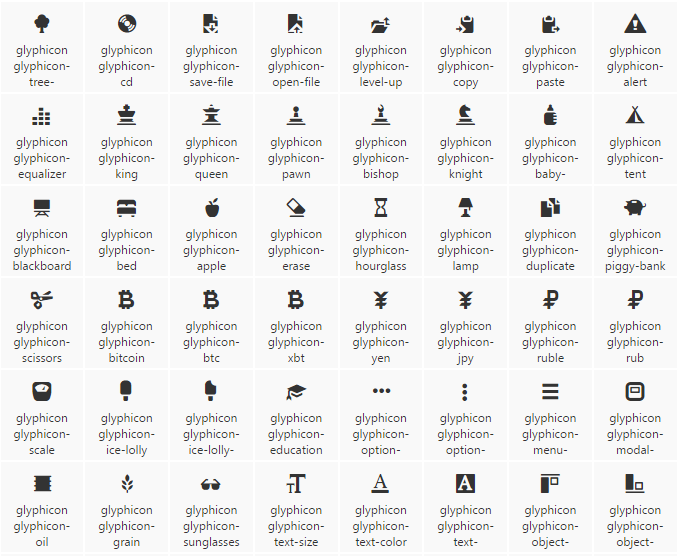 glyphicon glyphicon glyphicon glyphicon glyphicon glyphicon glyphicon glyphicon
glyphicon- glyphicon- glyphicon- glyphicon- glyphicon- glyphicon- glyphicon- glyphicon-
tree- cd save-file open-file level-up copy paste alert
glyphicon glyphicon glyphicon glyphicon glyphicon glyphicon glyphicon glyphicon
glyphicon- glyphicon- glyphicon- glyphicon- glyphicon- glyphicon- glyphicon- glyphicon-
equalizer king queen pawn bishop knight baby- tent
glyphicon glyphicon glyphicon glyphicon glyphicon glyphicon glyphicon glyphicon
glyphicon- glyphicon- glyphicon- glyphicon- glyphicon- glyphicon- glyphicon- glyphicon-
blackboard bed apple erase hourglass lamp duplicate piggy-bank
glyphicon glyphicon glyphicon glyphicon glyphicon glyphicon glyphicon glyphicon
glyphicon- glyphicon- glyphicon- glyphicon- glyphicon- glyphicon- glyphicon- glyphicon-
scissors bitcoin btc xbt yen jpy ruble rub
glyphicon glyphicon glyphicon glyphicon glyphicon glyphicon glyphicon glyphicon
glyphicon- glyphicon- glyphicon- glyphicon- glyphicon- glyphicon- glyphicon- glyphicon-
scale ice-lolly ice-lolly- education option- option- menu- modal-
glyphicon glyphicon glyphicon glyphicon glyphicon glyphicon glyphicon glyphicon
glyphicon- glyphicon- glyphicon- glyphicon- glyphicon- glyphicon- glyphicon- glyphicon-
oil grain sunglasses text-size text-color text- object- object-